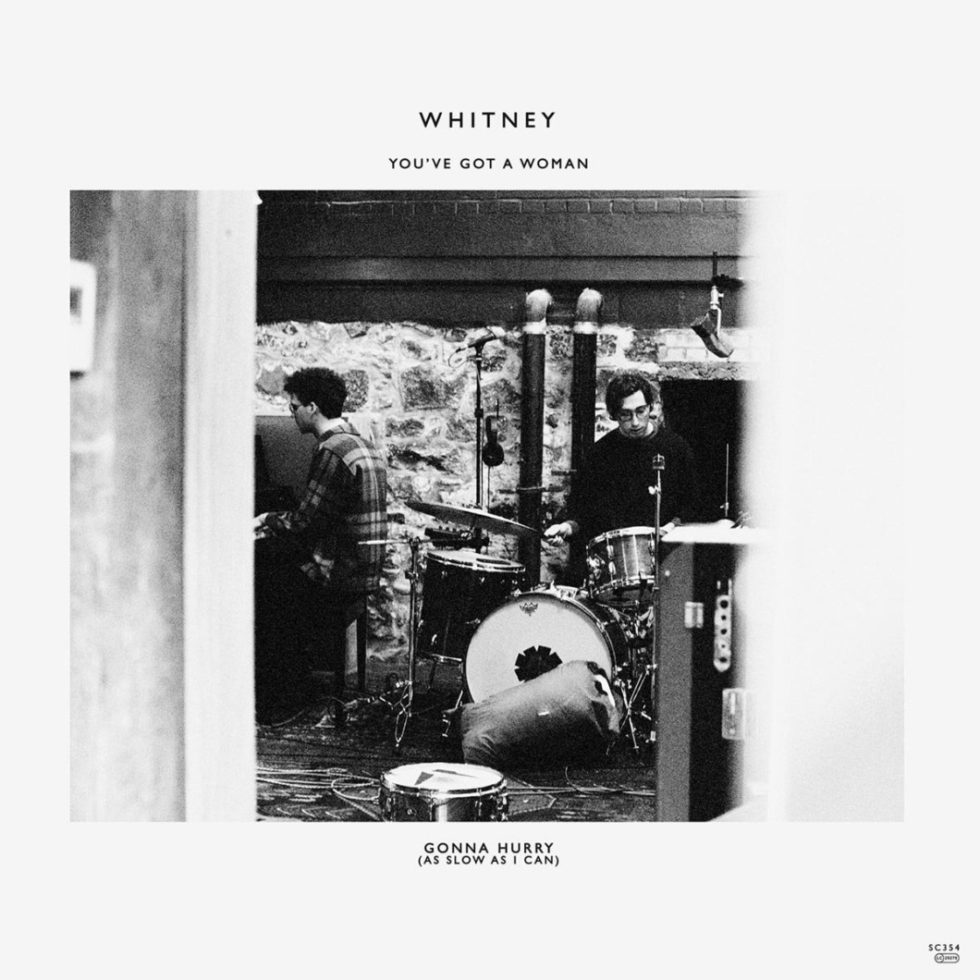 WHITNEY
YOU'VE GOT A WOMAN
GONNA HURRY
(AS SLOW AS I CAN)
SC354